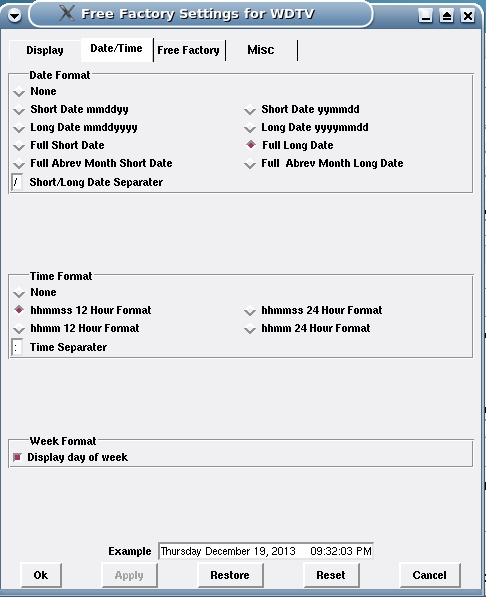 Free Factory Settings for WDTV
Display Date/Time Free Factory Misc
Date Format
None
Short Date mmddyy Short Date yymmdd
Long Date mmddyyyy Long Date yyyymmdd
Full Short Date Full Long Date
Full Abrev Month Short Date Full Abrev Month Long Date
/ Short/Long Date Separater
Time Format
None
hhmmss 12 Hour Format hhmmss 24 Hour Format
hhmm 12 Hour Format hhmm 24 Hour Format
: Time Separater
Week Format
Display day of week
Example Thursday December 19, 2013 09:32:03 PM
Ok Apply Restore Reset Cancel